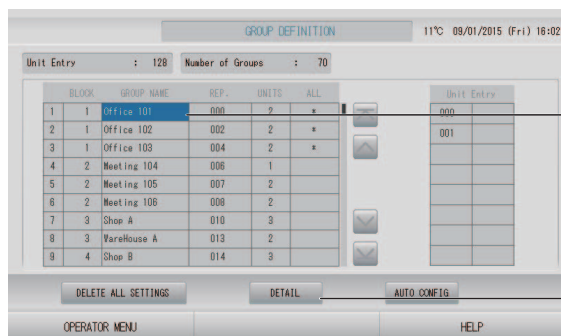 GROUP DEFINITION 11°C 09/01/2015 (Fri) 16:02
Unit Entry : 128 Number of Groups : 70
BLOCK GROUP NAME REP. UNITS ALL Unit Entry
1 1 Office 101 000 2 * 000
2 1 Office 102 002 2 * 001
3 1 Office 103 004 2 *
4 2 Meeting 104 006 1
5 2 Meeting 105 007 2
6 2 Meeting 106 008 2
7 3 Shop A 010 3
8 3 WareHouse A 013 2
9 4 Shop B 014 3
DELETE ALL SETTINGS DETAIL AUTO CONFIG
OPERATOR MENU HELP